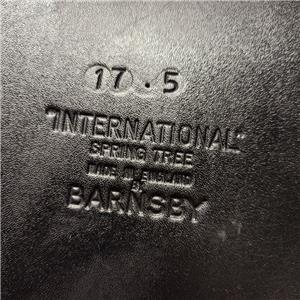 17.5
"INTERNATIONAL"
SPRING TREE
MADE IN ENGLAND
BY
BARNSBY